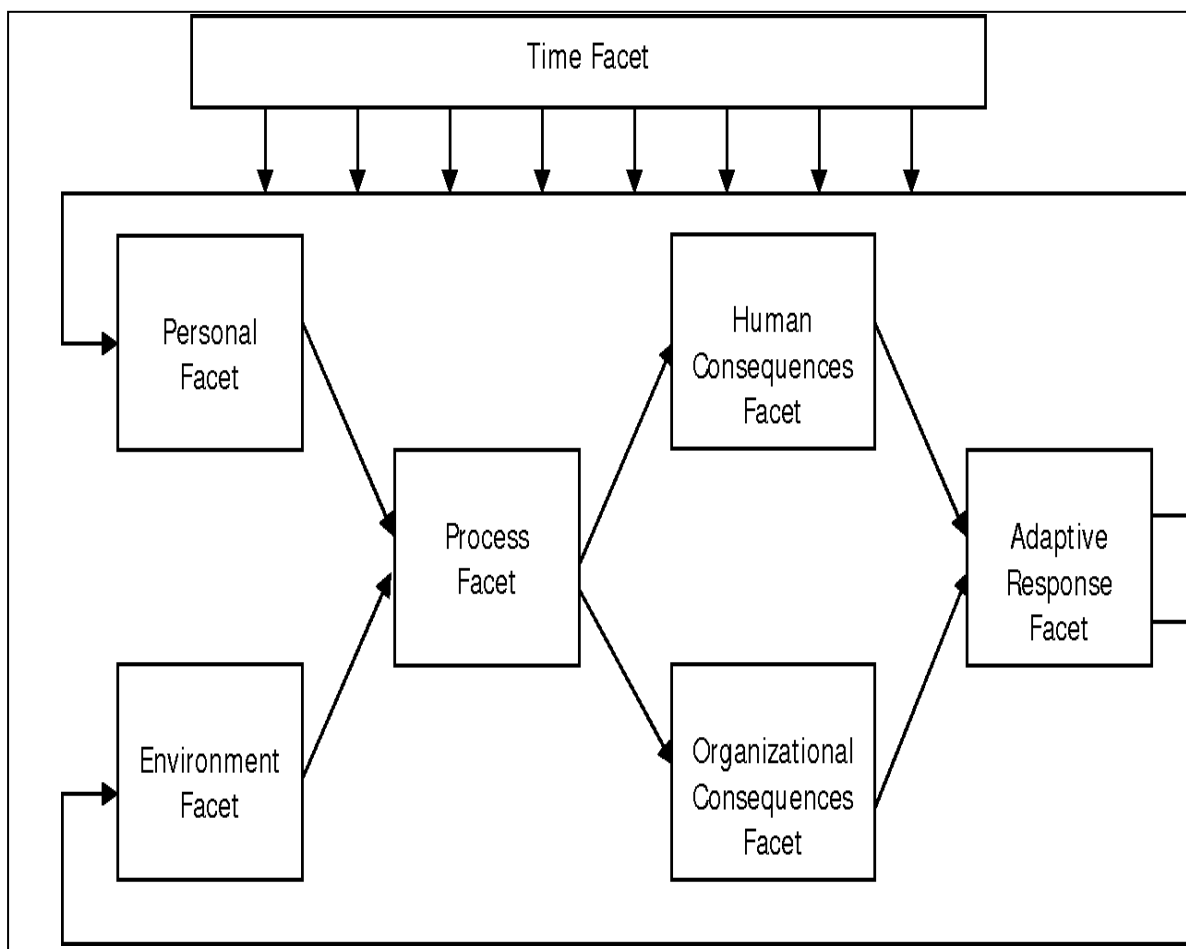 Time Facet
Personal
Facet
Human
Consequences
Facet
Process
Facet
Adaptive
Response
Facet
Environment
Facet
Organizational
Consequences
Facet